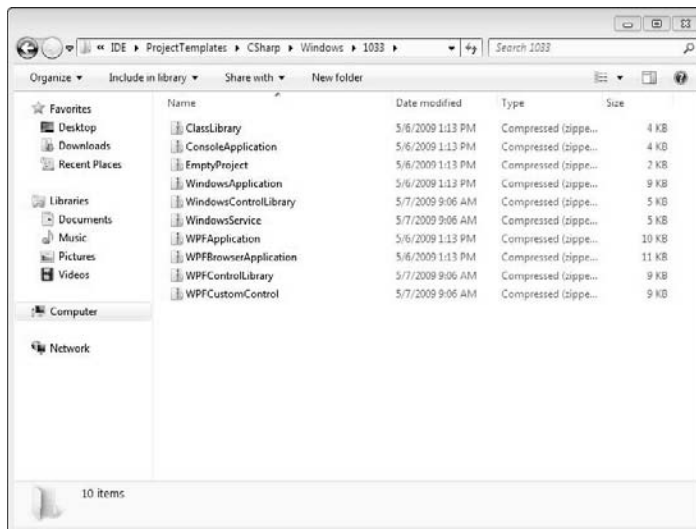 « IDE ▸ ProjectTemplates ▸ CSharp ▸ Windows ▸ 1033 ▸ Search 1033
Organize ▾ Include in library ▾ Share with ▾ New folder
Name Date modified Type Size
Favorites
Desktop
Downloads
Recent Places
Libraries
Documents
Music
Pictures
Videos
Computer
Network
ClassLibrary 5/6/2009 1:13 PM Compressed (zippe... 4 KB
ConsoleApplication 5/6/2009 1:13 PM Compressed (zippe... 4 KB
EmptyProject 5/6/2009 1:13 PM Compressed (zippe... 2 KB
WindowsApplication 5/6/2009 1:13 PM Compressed (zippe... 9 KB
WindowsControlLibrary 5/7/2009 9:06 AM Compressed (zippe... 5 KB
WindowsService 5/7/2009 9:06 AM Compressed (zippe... 5 KB
WPFApplication 5/6/2009 1:13 PM Compressed (zippe... 10 KB
WPFBrowserApplication 5/6/2009 1:13 PM Compressed (zippe... 11 KB
WPFControlLibrary 5/7/2009 9:06 AM Compressed (zippe... 9 KB
WPFCustomControl 5/7/2009 9:06 AM Compressed (zippe... 9 KB
10 items